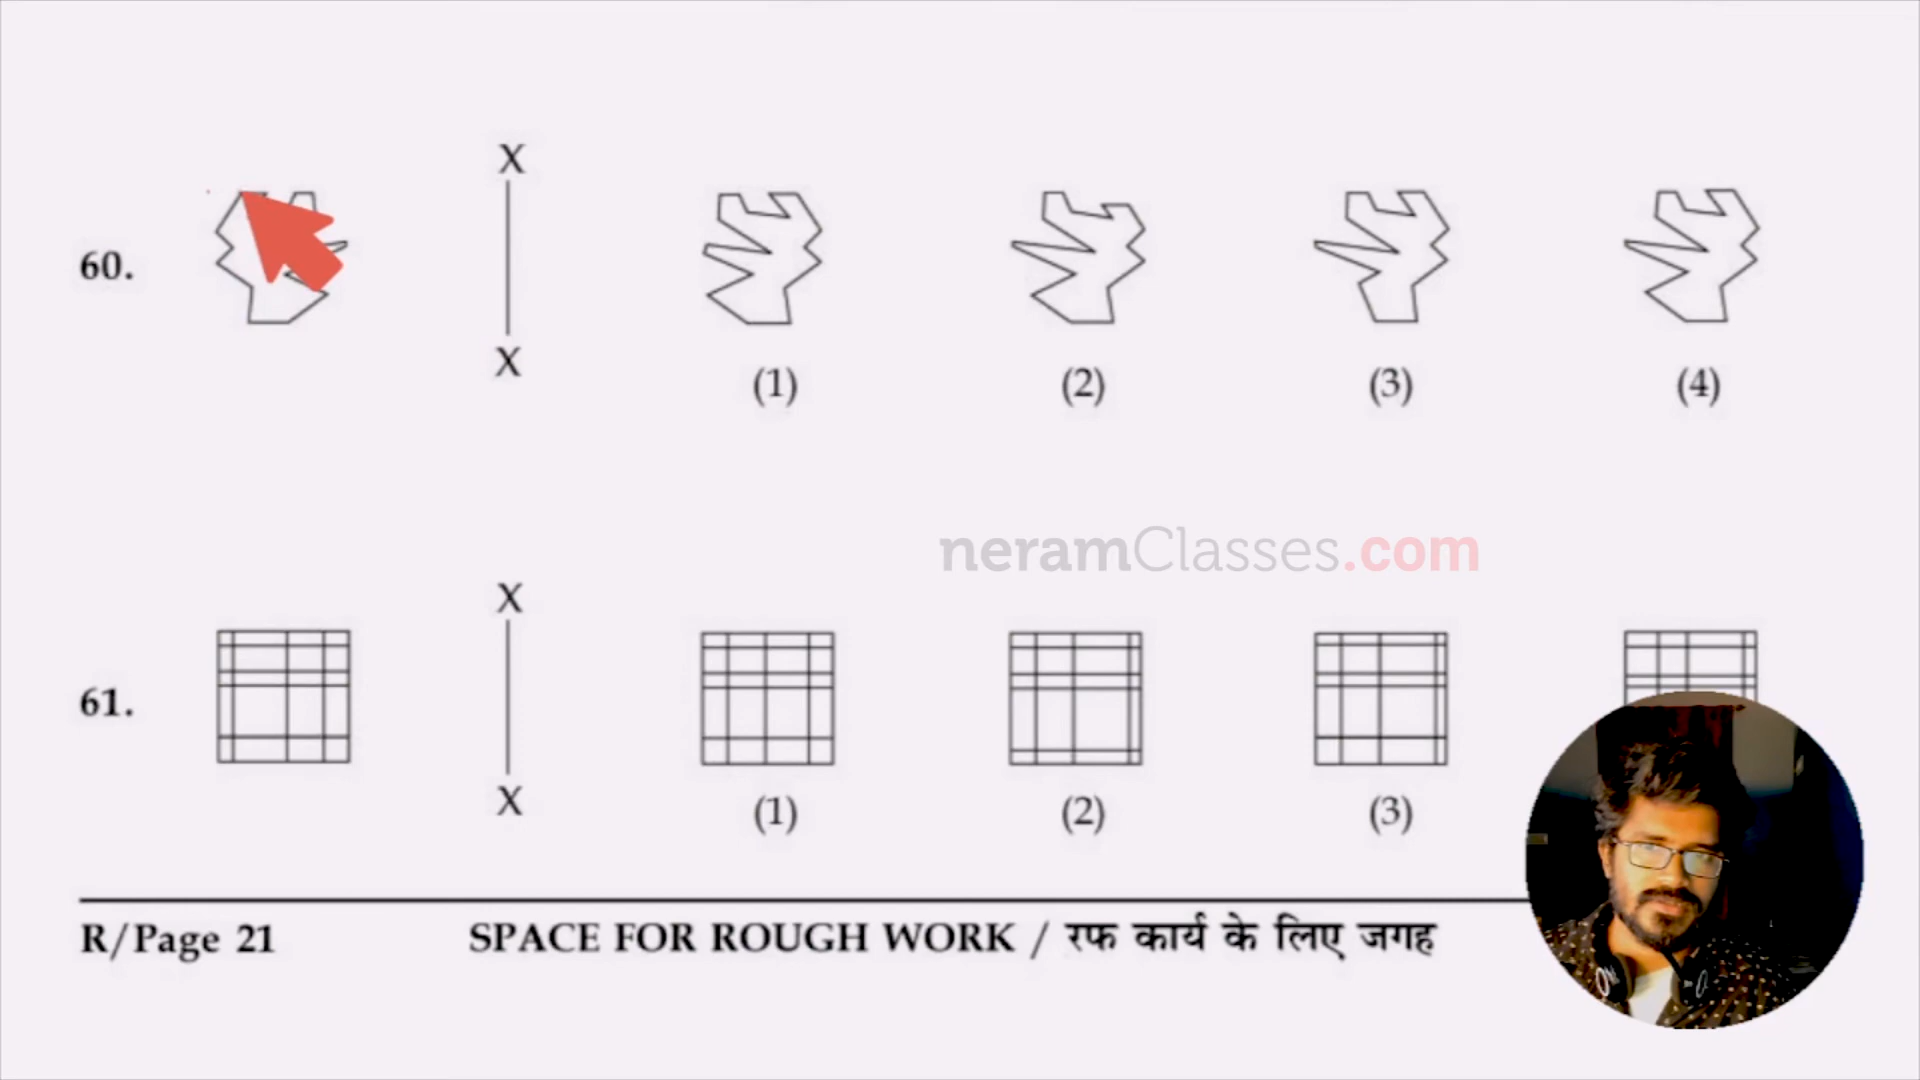 X
60.
X
(1) (2) (3) (4)
neramClasses.com
X
61.
X
(1) (2) (3)
R/Page 21 SPACE FOR ROUGH WORK / रफ कार्य के लिए जगह